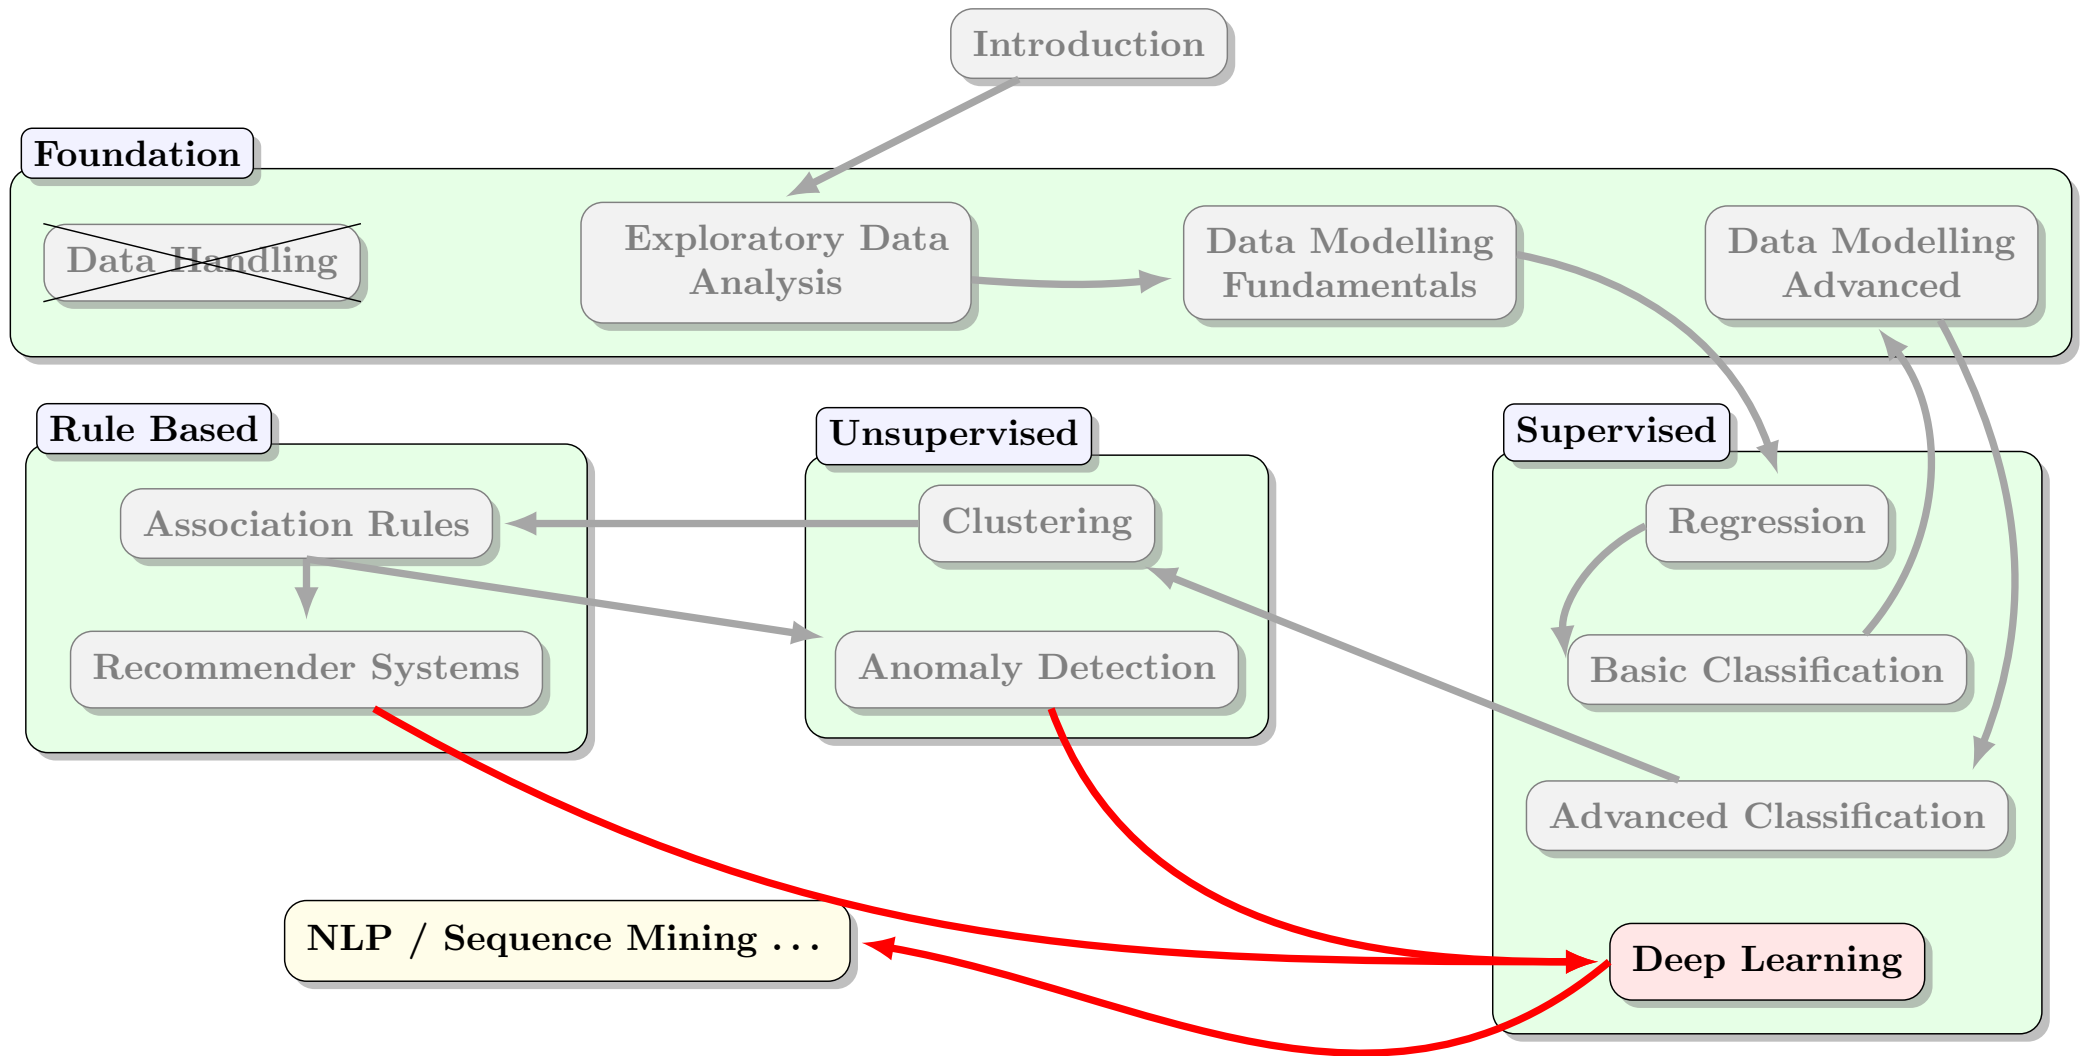 Introduction
Foundation
Data Handling
Exploratory Data
Analysis
Data Modelling
Fundamentals
Data Modelling
Advanced
Rule Based
Association Rules
Recommender Systems
Unsupervised
Clustering
Anomaly Detection
Supervised
Regression
Basic Classification
Advanced Classification
Deep Learning
NLP / Sequence Mining ...